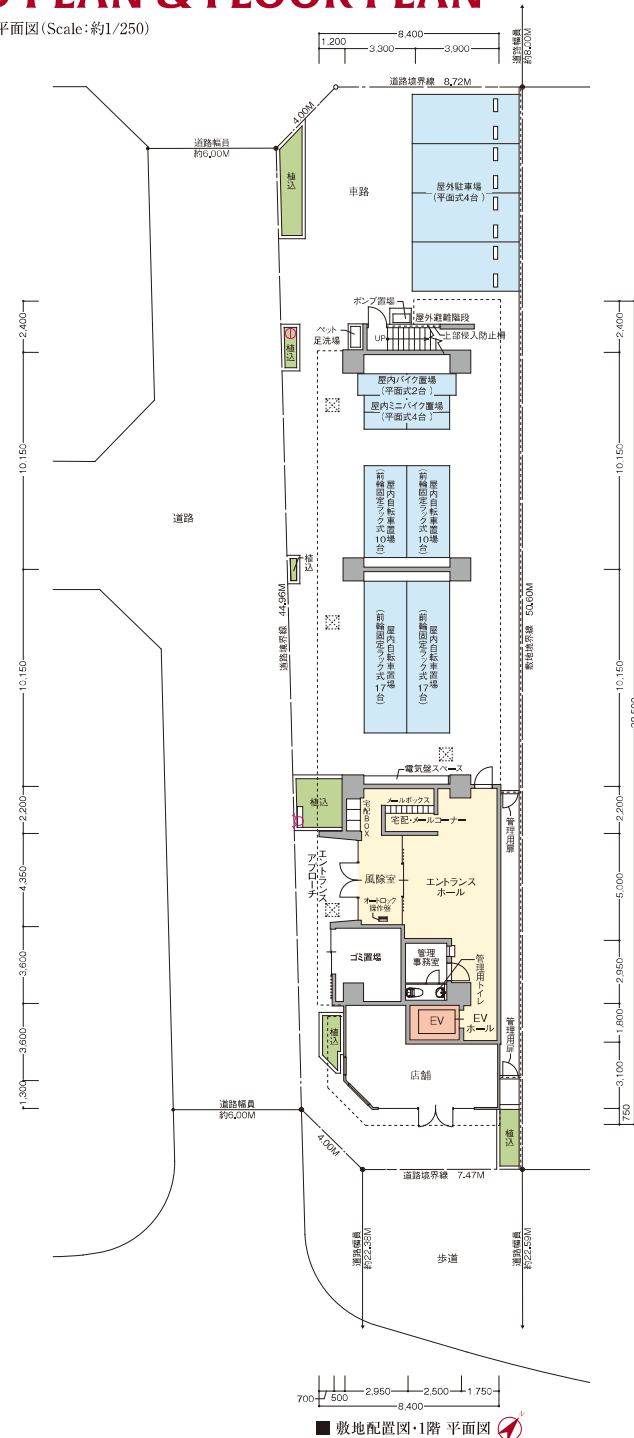 PLAN & FLOOR PLAN
平面図(Scale:約1/250)
8,400
1,200
3,300
3,900
道路幅員
約8.00M
道路境界線 8.72M
4.00M
道路幅員
約6.00M
植込
車路
屋外駐車場
(平面式4台)
ポンプ置場
屋外避難階段
ペット
足洗場
UP
上部侵入防止柵
2,400
2,400
植込
屋内バイク置場
(平面式2台)
屋内ミニバイク置場
(平面式4台)
10,150
10,150
道路
屋内自転車置場
(前輪固定ラック式10台)
屋内自転車置場
(前輪固定ラック式10台)
植込
道路境界線 44.96M
敷地境界線 50.60M
屋内自転車置場
(前輪固定ラック式17台)
屋内自転車置場
(前輪固定ラック式17台)
10,150
10,150
電気盤スペース
植込
宅配BOX
メールボックス
宅配・メールコーナー
管理用扉
2,200
2,200
エントランス
アプローチ
風除室
エントランス
ホール
オートロック
操作盤
4,350
5,000
ゴミ置場
管理
事務室
管理用トイレ
3,600
2,950
EV
EV
ホール
植込
管理用扉
3,600
1,800
店舗
3,100
1,300
750
植込
道路幅員
約6.00M
4.00M
道路境界線 7.47M
道路幅員
約22.38M
道路幅員
約22.59M
歩道
700
500
2,950
2,500
1,750
8,400
■ 敷地配置図・1階 平面図